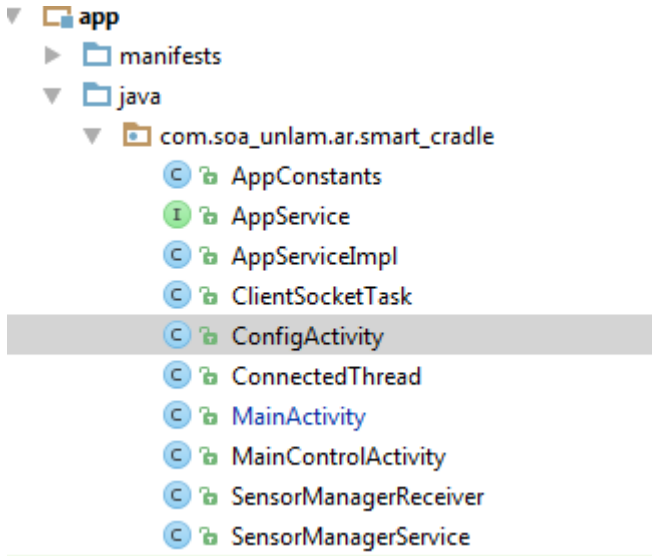 app
manifests
java
com.soa_unlam.ar.smart_cradle
C AppConstants
I AppService
C AppServiceImpl
C ClientSocketTask
C ConfigActivity
C ConnectedThread
C MainActivity
C MainControlActivity
C SensorManagerReceiver
C SensorManagerService